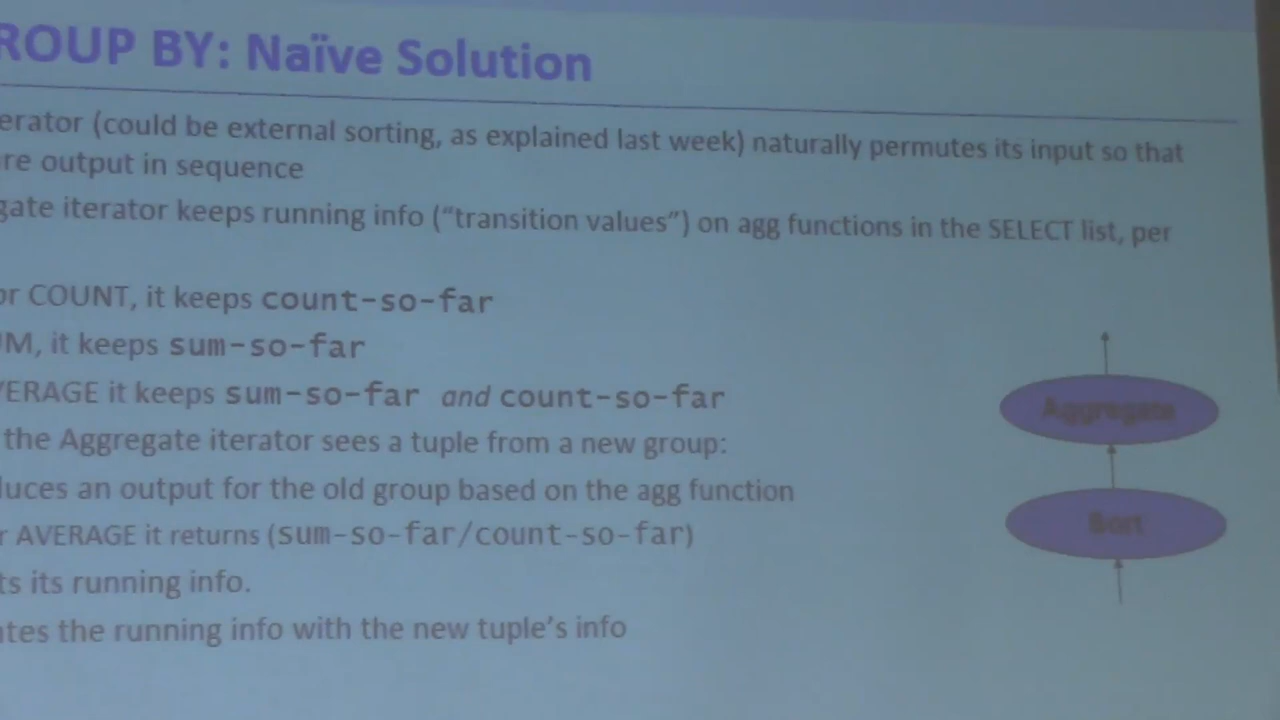 ROUP BY: Naïve Solution
erator (could be external sorting, as explained last week) naturally permutes its input so that
re output in sequence
gate iterator keeps running info (“transition values”) on agg functions in the SELECT list, per
or COUNT, it keeps count-so-far
UM, it keeps sum-so-far
VERAGE it keeps sum-so-far and count-so-far
the Aggregate iterator sees a tuple from a new group:
duces an output for the old group based on the agg function
r AVERAGE it returns (sum-so-far/count-so-far)
ts its running info.
ates the running info with the new tuple’s info
Aggregate
Sort